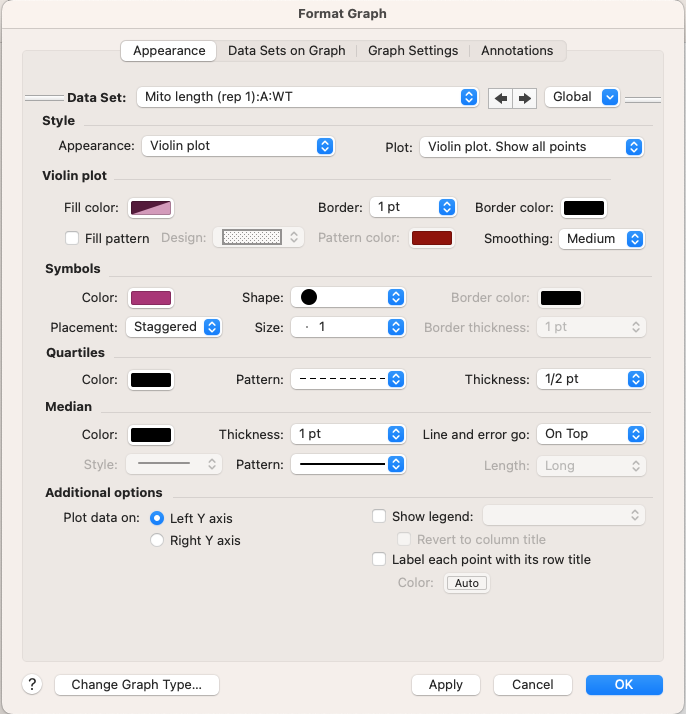 Format Graph
Appearance Data Sets on Graph Graph Settings Annotations
Data Set: Mito length (rep 1):A:WT Global
Style
Appearance: Violin plot Plot: Violin plot. Show all points
Violin plot
Fill color: Border: 1 pt Border color:
Fill pattern Design: Pattern color: Smoothing: Medium
Symbols
Color: Shape: Border color:
Placement: Staggered Size: 1 Border thickness: 1 pt
Quartiles
Color: Pattern: Thickness: 1/2 pt
Median
Color: Thickness: 1 pt Line and error go: On Top
Style: Pattern: Length: Long
Additional options
Plot data on: Left Y axis Show legend:
Right Y axis Revert to column title
Label each point with its row title
Color: Auto
? Change Graph Type... Apply Cancel OK